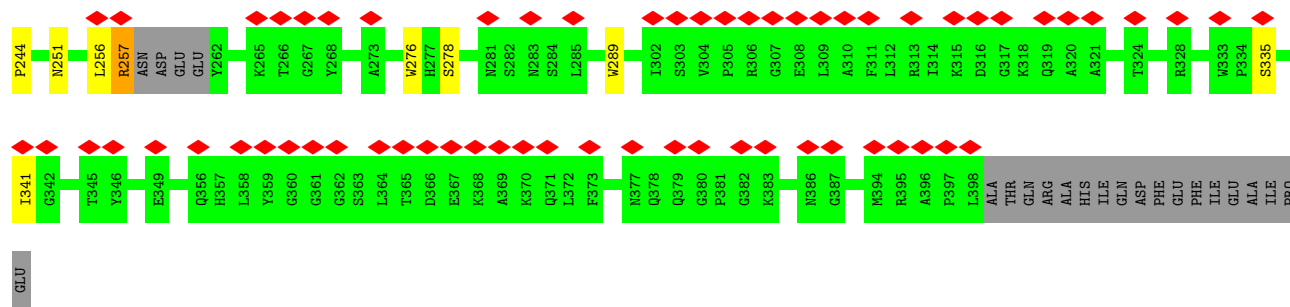 P244 N251 L256 R257 ASN ASP GLU GLU Y262 K265 T266 G267 Y268 A273 W276 H277 S278 N281 S282 N283 S284 L285 W289 I302 S303 V304 P305 R306 G307 E308 L309 A310 F311 L312 R313 I314 K315 D316 G317 K318 Q319 A320 A321 T324 R328 W333 P334 S335
I341 G342 T345 Y346 E349 Q356 H357 L358 Y359 G360 G361 G362 S363 L364 T365 D366 E367 K368 A369 K370 Q371 L372 F373 N377 Q378 Q379 G380 P381 G382 K383 N386 G387 M394 R395 A396 P397 L398 ALA THR GLN ARG ALA HIS ILE GLN ASP PHE GLU PHE ILE GLU ALA ILE PRO
GLU